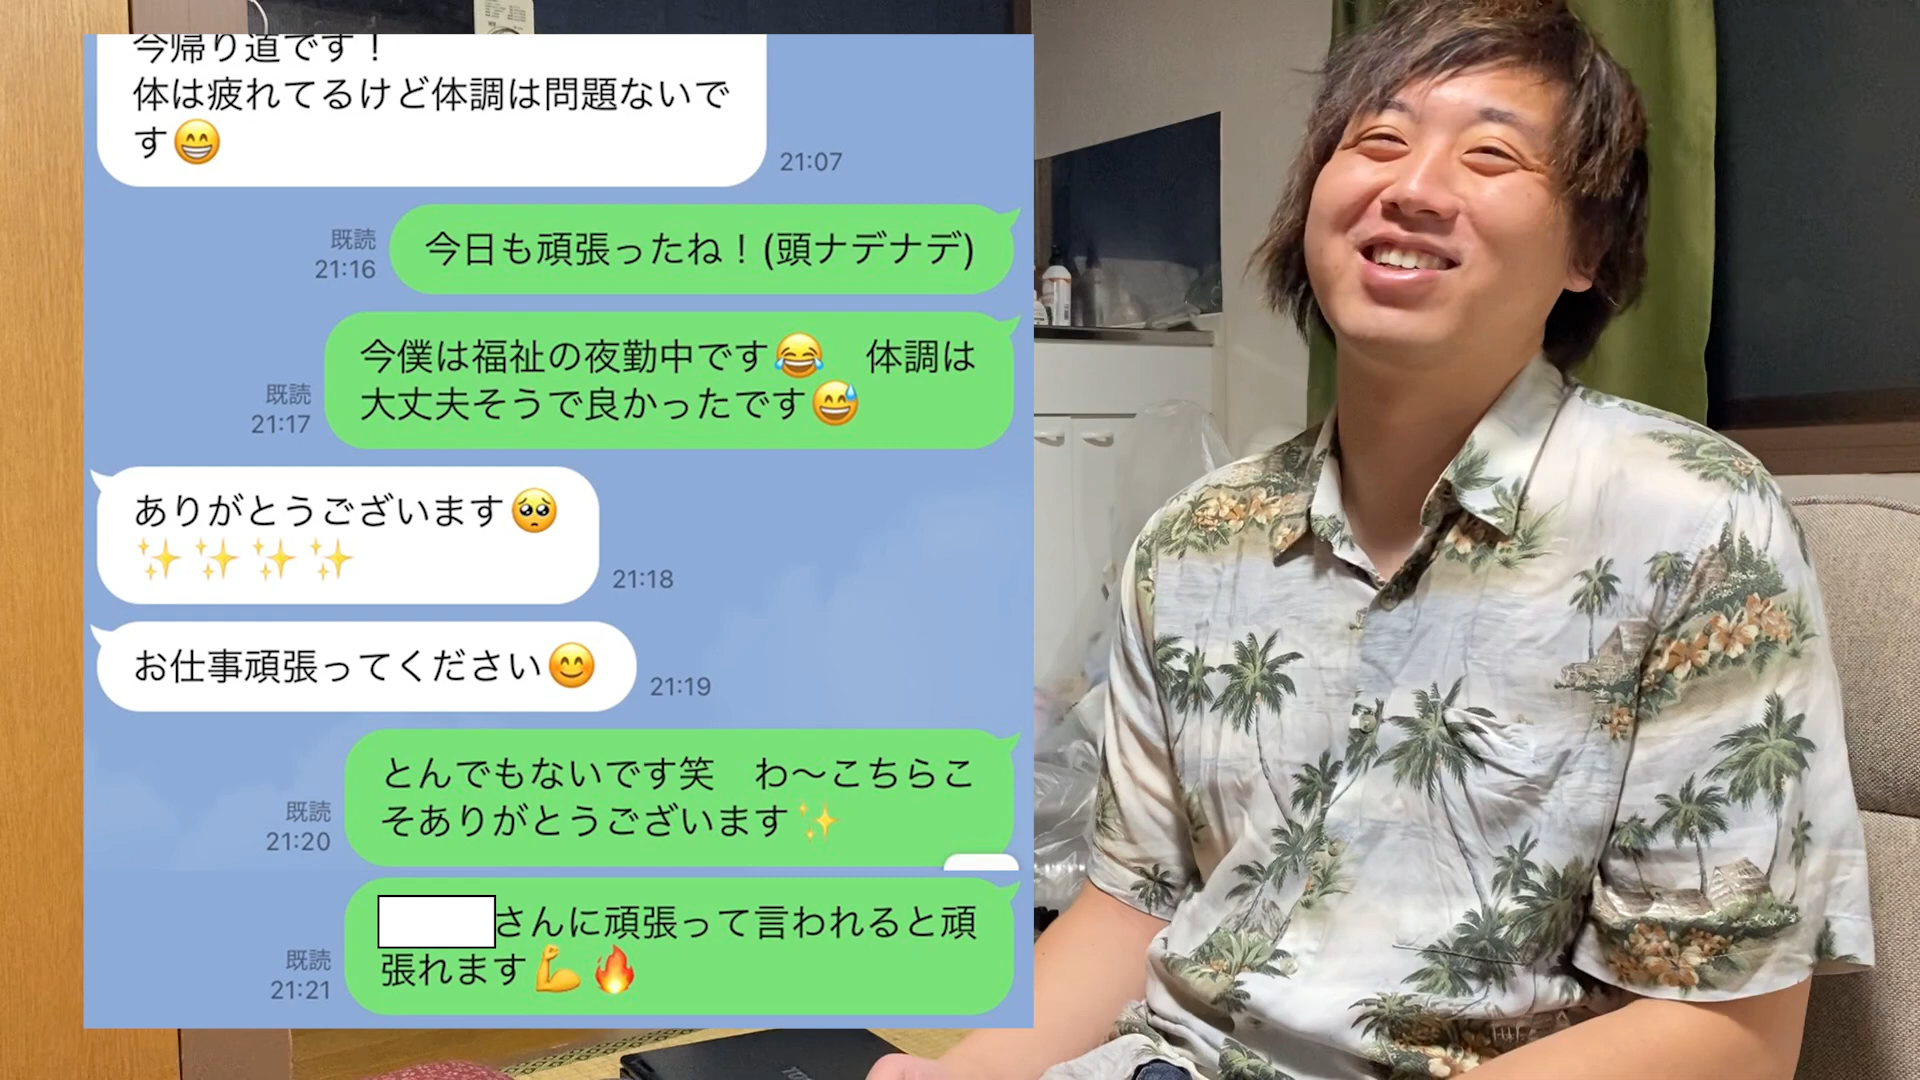 今帰り道です！
体は疲れてるけど体調は問題ないで
す😁
21:07
既読
21:16
今日も頑張ったね！(頭ナデナデ)
今僕は福祉の夜勤中です😂　体調は
大丈夫そうで良かったです😅
既読
21:17
ありがとうございます🥺
✨✨✨✨
21:18
お仕事頑張ってください😊
21:19
とんでもないです笑　わ〜こちらこ
そありがとうございます✨
既読
21:20
さんに頑張って言われると頑
張れます💪🔥
既読
21:21